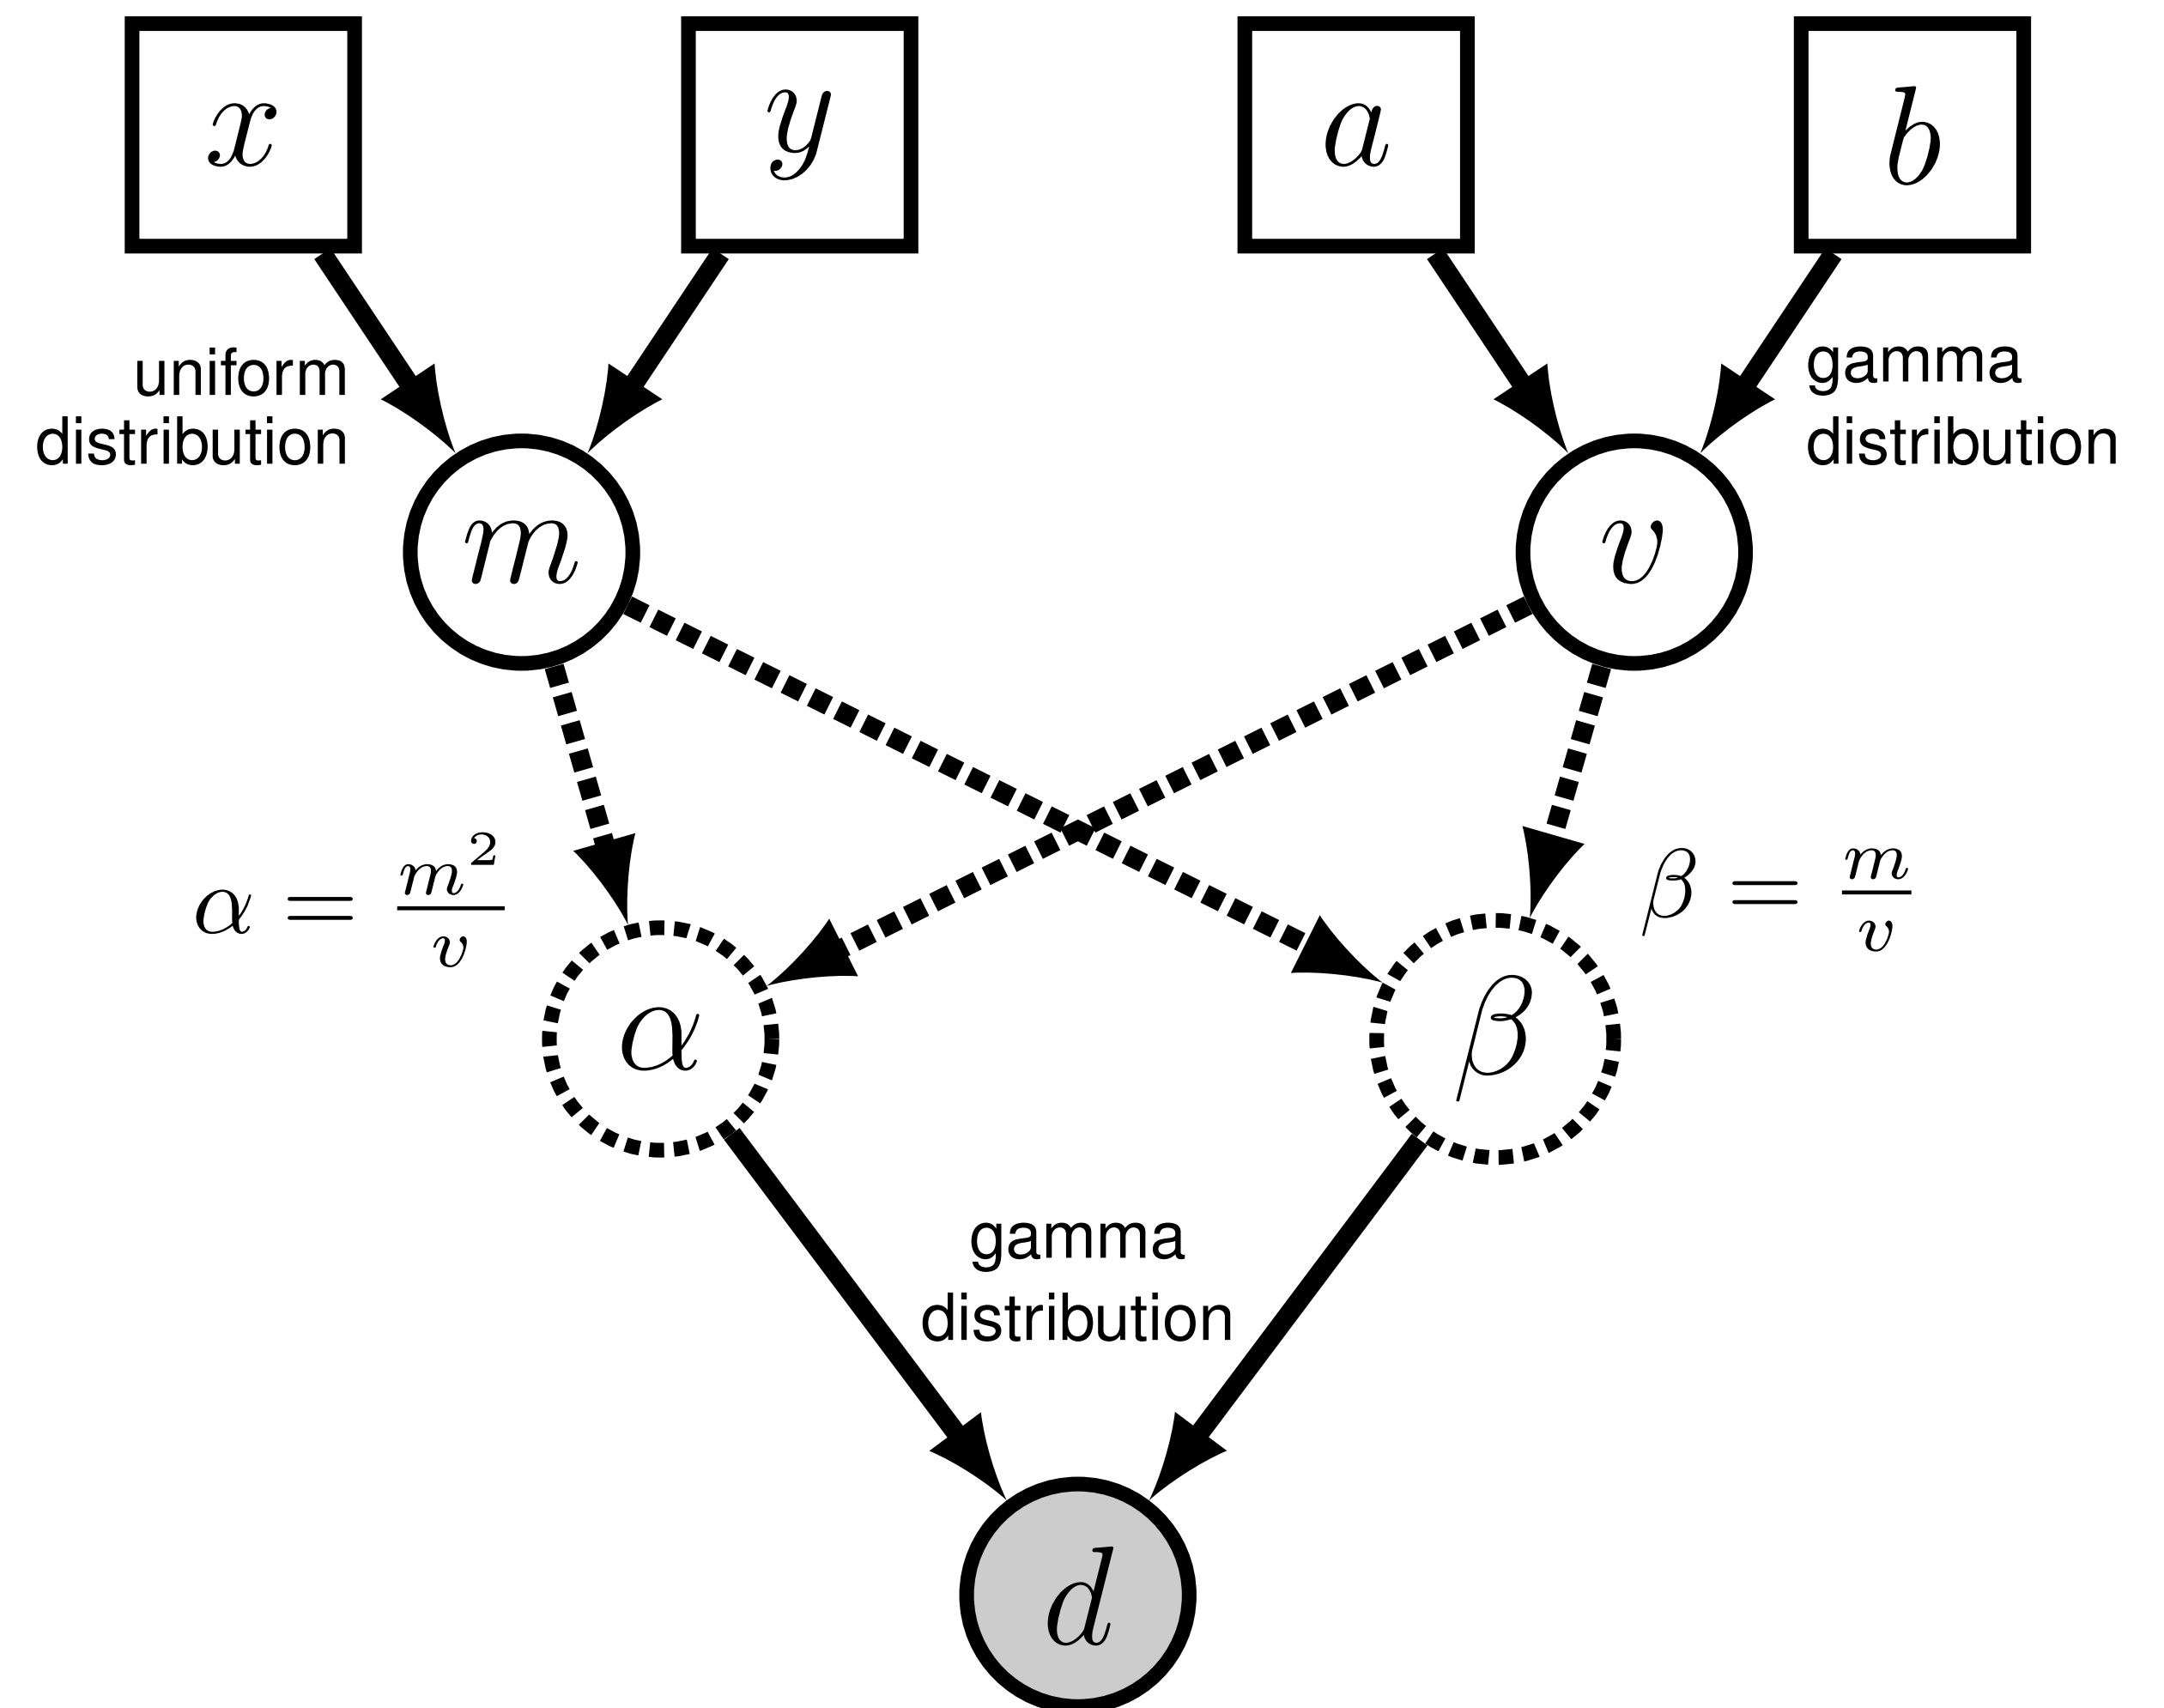 x y a b
uniform
distribution
gamma
distribution
m v
α = m²/v
β = m/v
α β
gamma
distribution
d